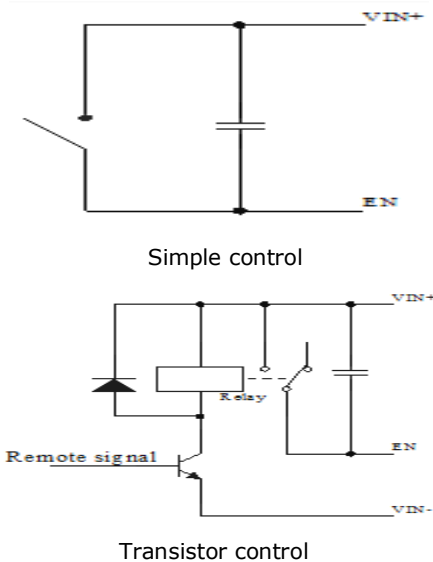 VIN+
EN
Simple control
VIN+
Relay
EN
Remote signal
VIN-
Transistor control